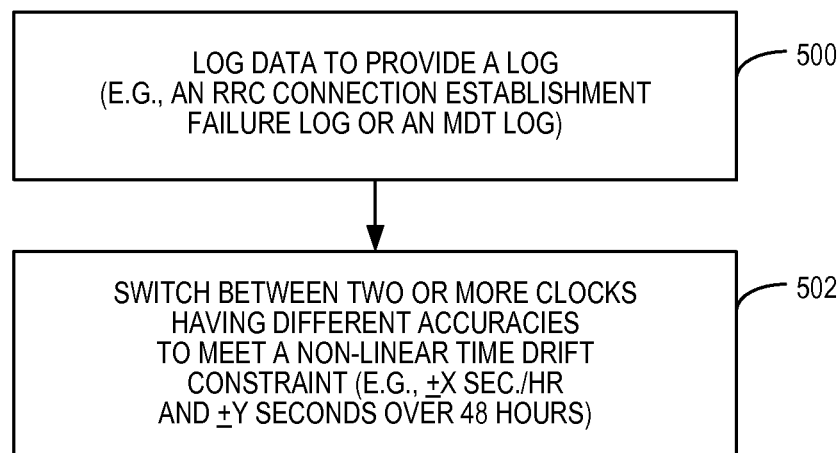 LOG DATA TO PROVIDE A LOG
(E.G., AN RRC CONNECTION ESTABLISHMENT
FAILURE LOG OR AN MDT LOG)
500
SWITCH BETWEEN TWO OR MORE CLOCKS
HAVING DIFFERENT ACCURACIES
TO MEET A NON-LINEAR TIME DRIFT
CONSTRAINT (E.G., ±X SEC./HR
AND ±Y SECONDS OVER 48 HOURS)
502